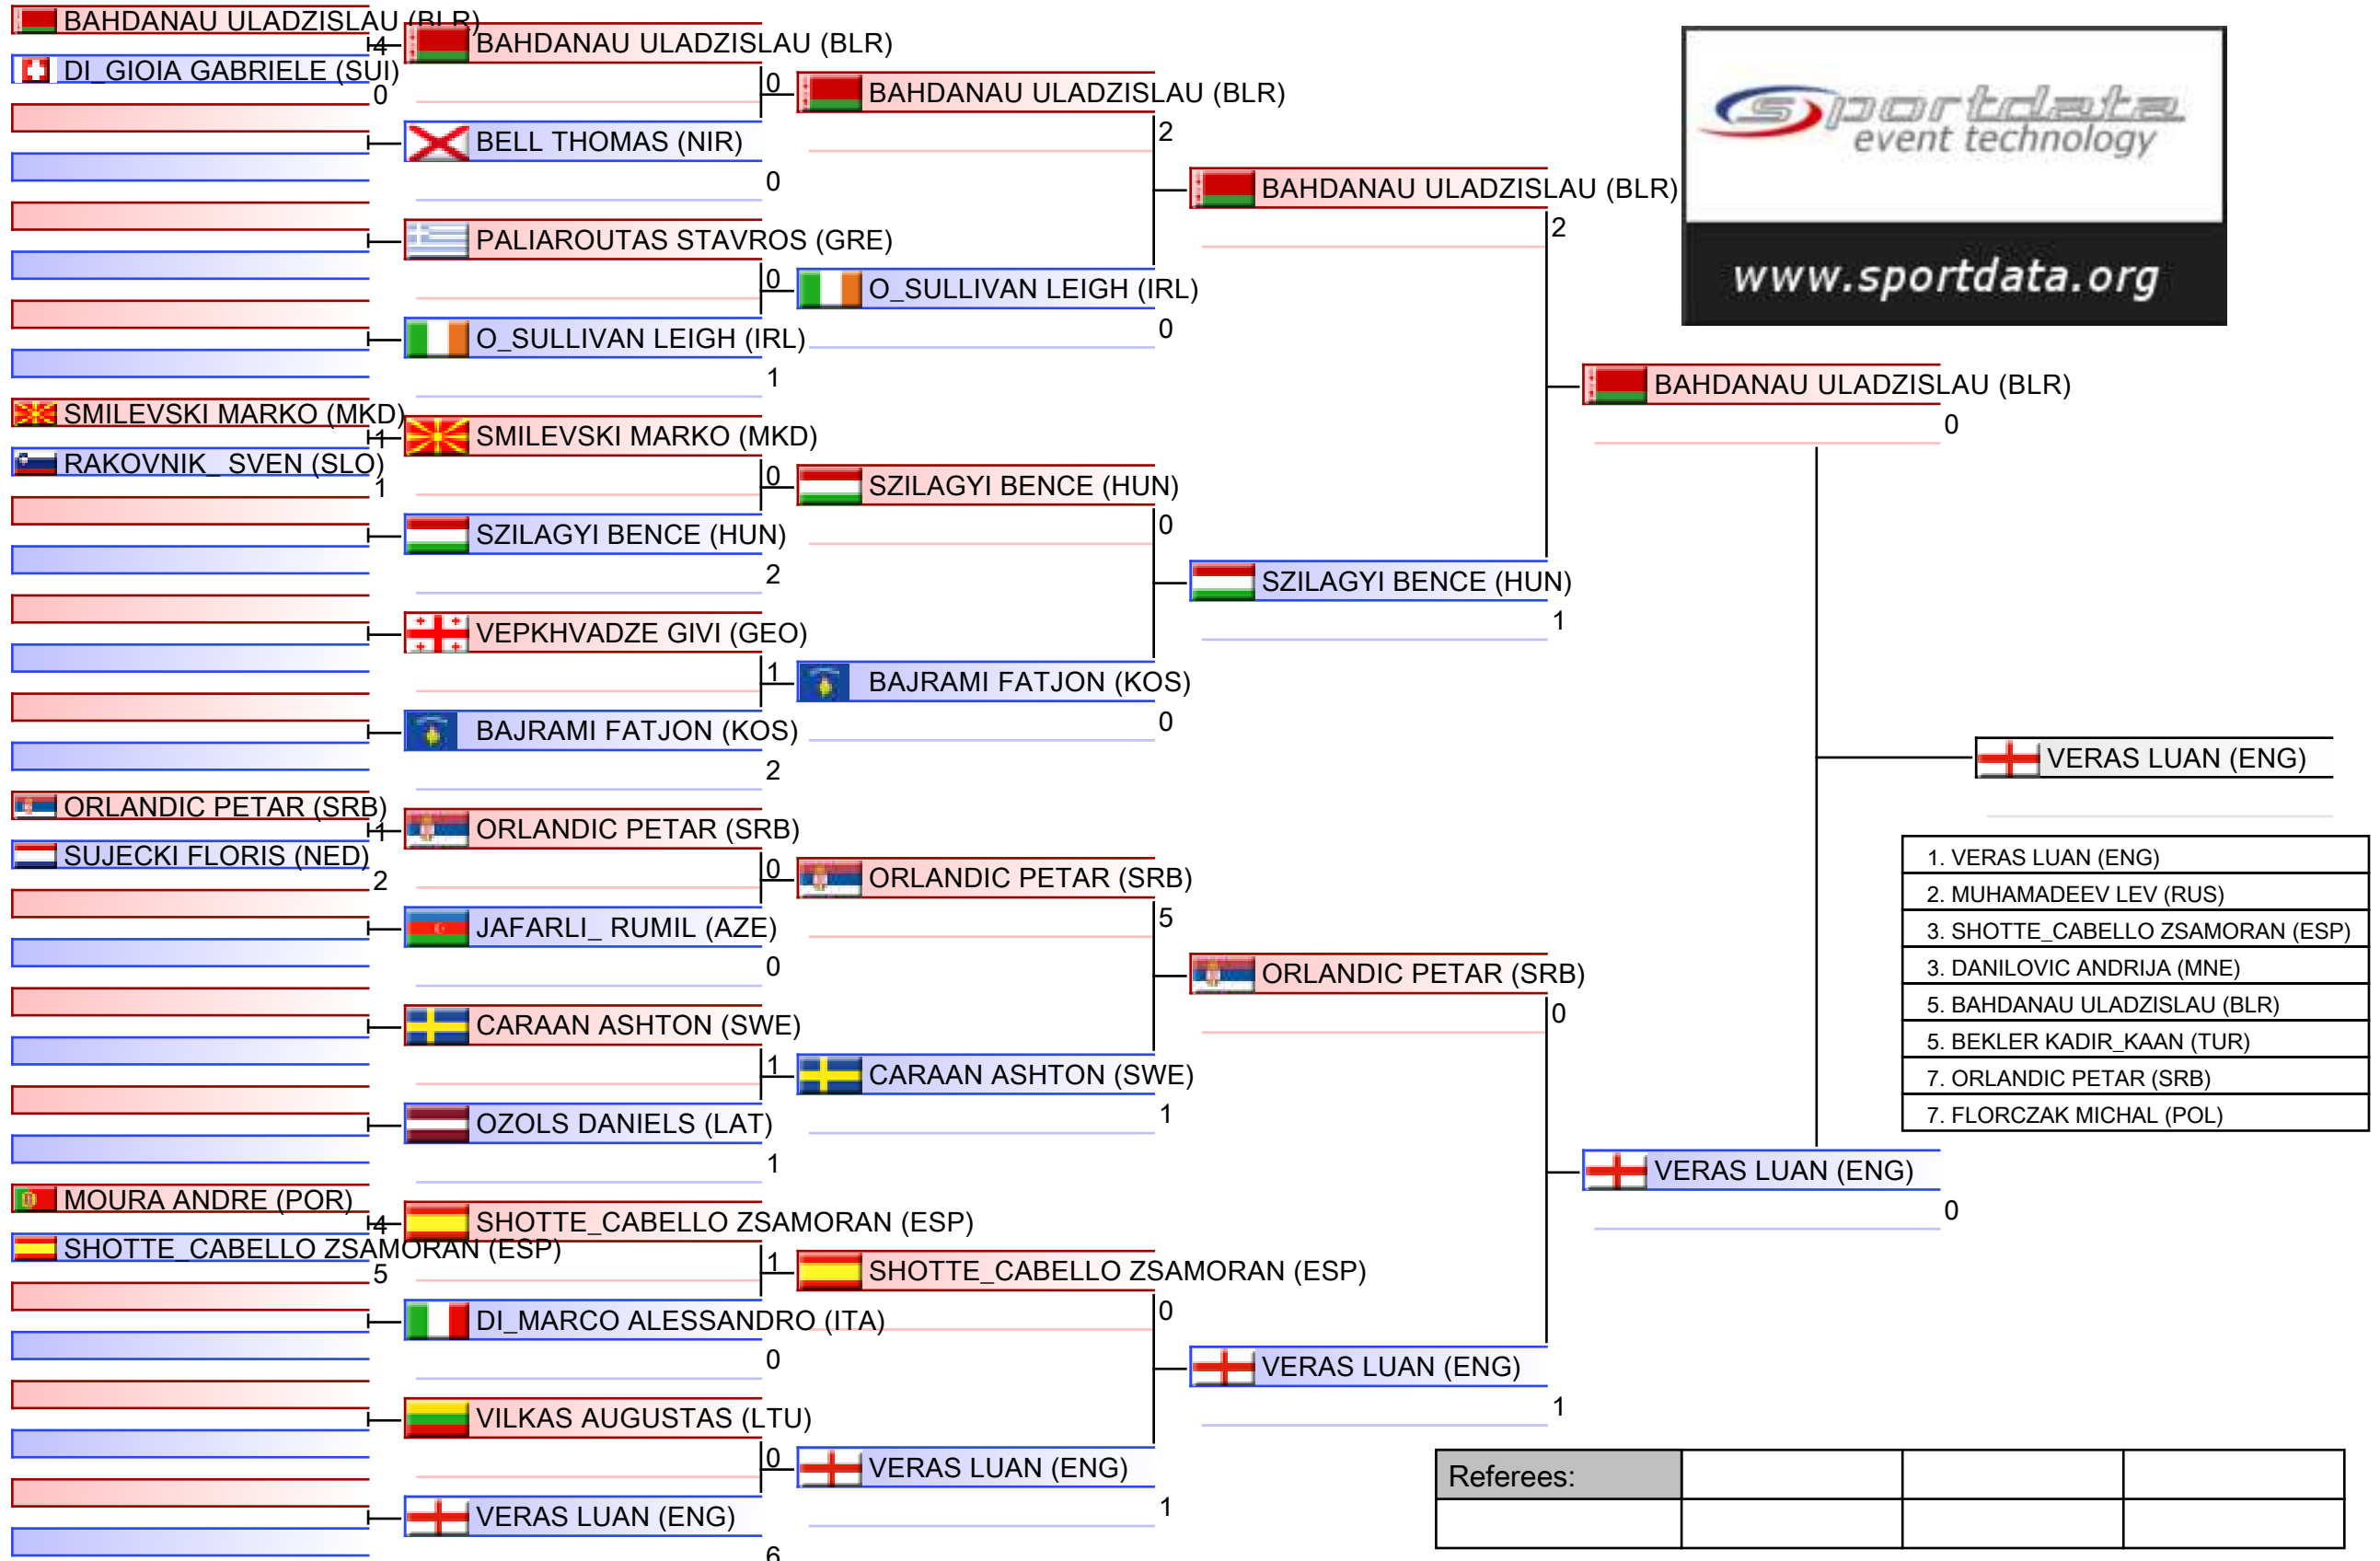 BAHDANAU ULADZISLAU (BLR)
4
DI_GIOIA GABRIELE (SUI)
0
SMILEVSKI MARKO (MKD)
1
RAKOVNIK_ SVEN (SLO)
1
ORLANDIC PETAR (SRB)
1
SUJECKI FLORIS (NED)
2
MOURA ANDRE (POR)
4
SHOTTE_CABELLO ZSAMORAN (ESP)
5
BAHDANAU ULADZISLAU (BLR)
0
BELL THOMAS (NIR)
0
PALIAROUTAS STAVROS (GRE)
0
O_SULLIVAN LEIGH (IRL)
1
SMILEVSKI MARKO (MKD)
0
SZILAGYI BENCE (HUN)
2
VEPKHVADZE GIVI (GEO)
1
BAJRAMI FATJON (KOS)
2
ORLANDIC PETAR (SRB)
0
JAFARLI_ RUMIL (AZE)
0
CARAAN ASHTON (SWE)
1
OZOLS DANIELS (LAT)
1
SHOTTE_CABELLO ZSAMORAN (ESP)
1
DI_MARCO ALESSANDRO (ITA)
0
VILKAS AUGUSTAS (LTU)
0
VERAS LUAN (ENG)
6
BAHDANAU ULADZISLAU (BLR)
2
O_SULLIVAN LEIGH (IRL)
0
SZILAGYI BENCE (HUN)
0
BAJRAMI FATJON (KOS)
0
ORLANDIC PETAR (SRB)
5
CARAAN ASHTON (SWE)
1
SHOTTE_CABELLO ZSAMORAN (ESP)
0
VERAS LUAN (ENG)
1
BAHDANAU ULADZISLAU (BLR)
2
SZILAGYI BENCE (HUN)
1
ORLANDIC PETAR (SRB)
0
VERAS LUAN (ENG)
1
BAHDANAU ULADZISLAU (BLR)
0
VERAS LUAN (ENG)
0
VERAS LUAN (ENG)
sportdata
event technology
www.sportdata.org
1. VERAS LUAN (ENG)
2. MUHAMADEEV LEV (RUS)
3. SHOTTE_CABELLO ZSAMORAN (ESP)
3. DANILOVIC ANDRIJA (MNE)
5. BAHDANAU ULADZISLAU (BLR)
5. BEKLER KADIR_KAAN (TUR)
7. ORLANDIC PETAR (SRB)
7. FLORCZAK MICHAL (POL)
Referees: